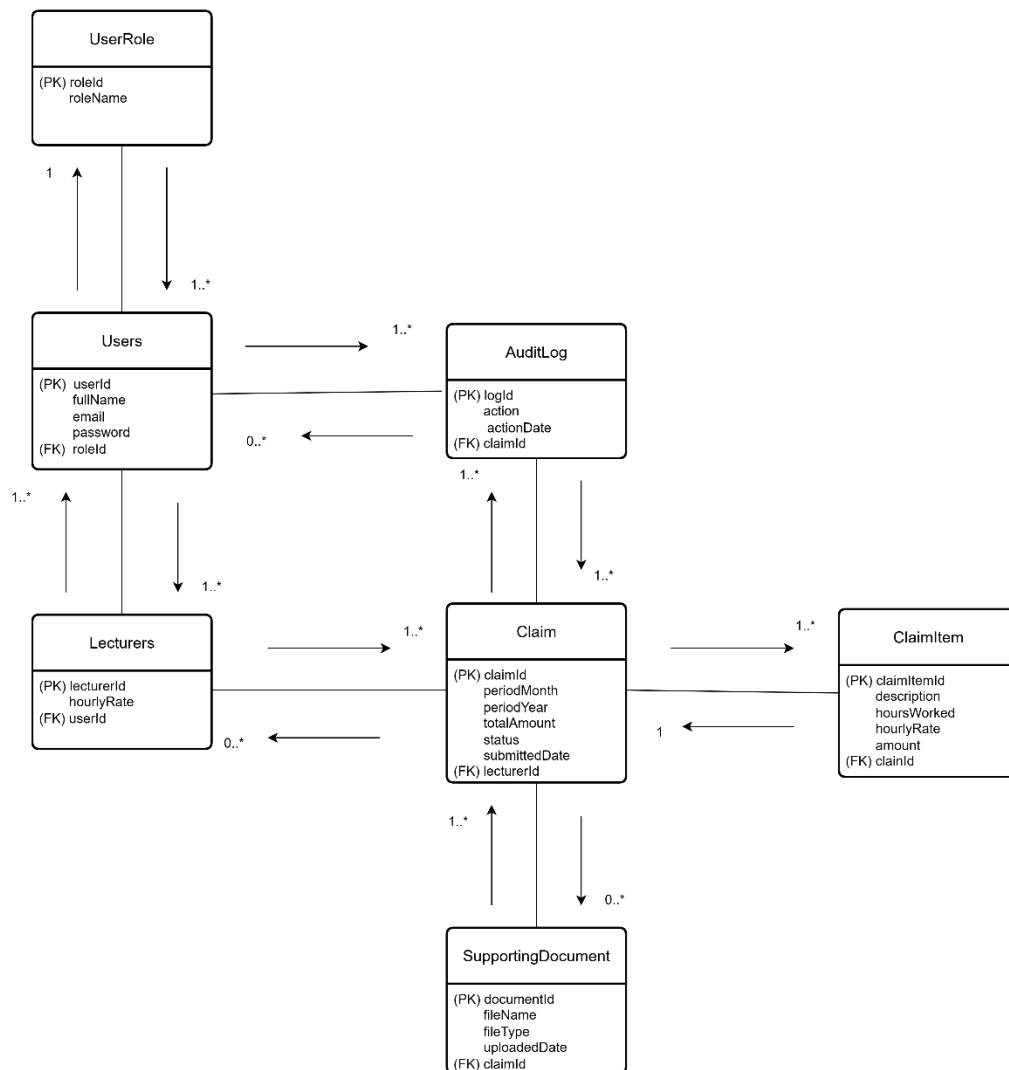 UserRole
(PK) roleId
roleName
1
1..*
Users
(PK) userId
fullName
email
password
(FK) roleId
1..*
AuditLog
(PK) logId
action
actionDate
(FK) claimId
0..*
1..*
1..*
1..*
1..*
Lecturers
(PK) lecturerId
hourlyRate
(FK) userId
1..*
0..*
Claim
(PK) claimId
periodMonth
periodYear
totalAmount
status
submittedDate
(FK) lecturerId
1..*
1
ClaimItem
(PK) claimItemId
description
hoursWorked
hourlyRate
amount
(FK) clainId
1..*
0..*
SupportingDocument
(PK) documentId
fileName
fileType
uploadedDate
(FK) claimId